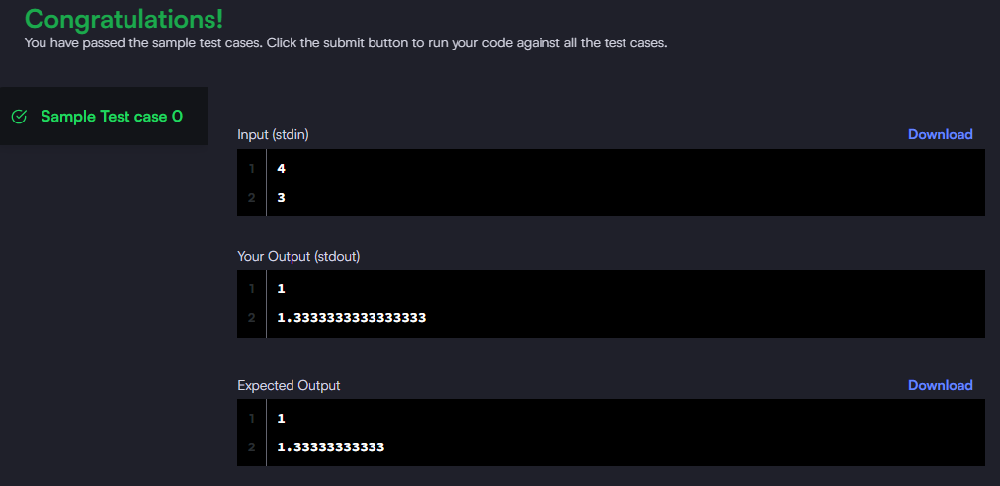 Congratulations!
You have passed the sample test cases. Click the submit button to run your code against all the test cases.
Sample Test case 0
Input (stdin)
Download
1 4
2 3
Your Output (stdout)
1 1
2 1.3333333333333333
Expected Output
Download
1 1
2 1.33333333333